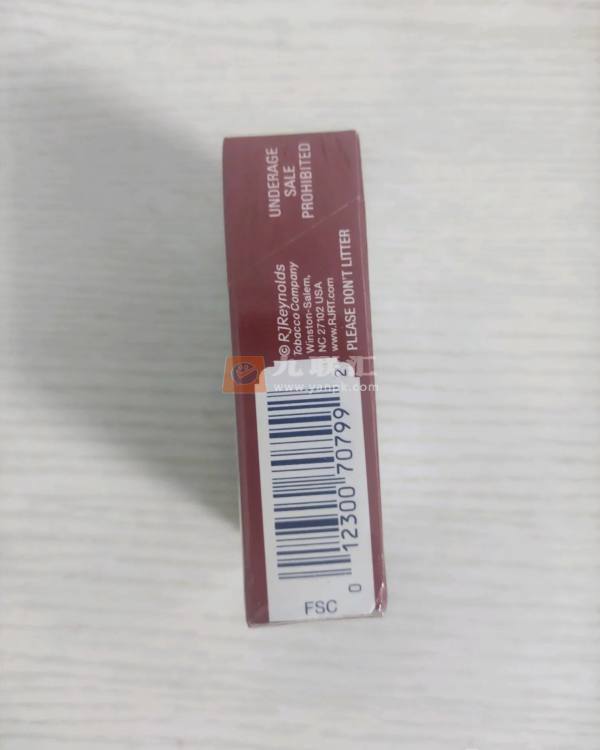 UNDERAGE
SALE
PROHIBITED
© RJReynolds
Tobacco Company
Winston-Salem,
NC 27102 USA
www.RJRT.com
PLEASE DON'T LITTER
0 12300 70799 2
FSC
www.yanpk.com